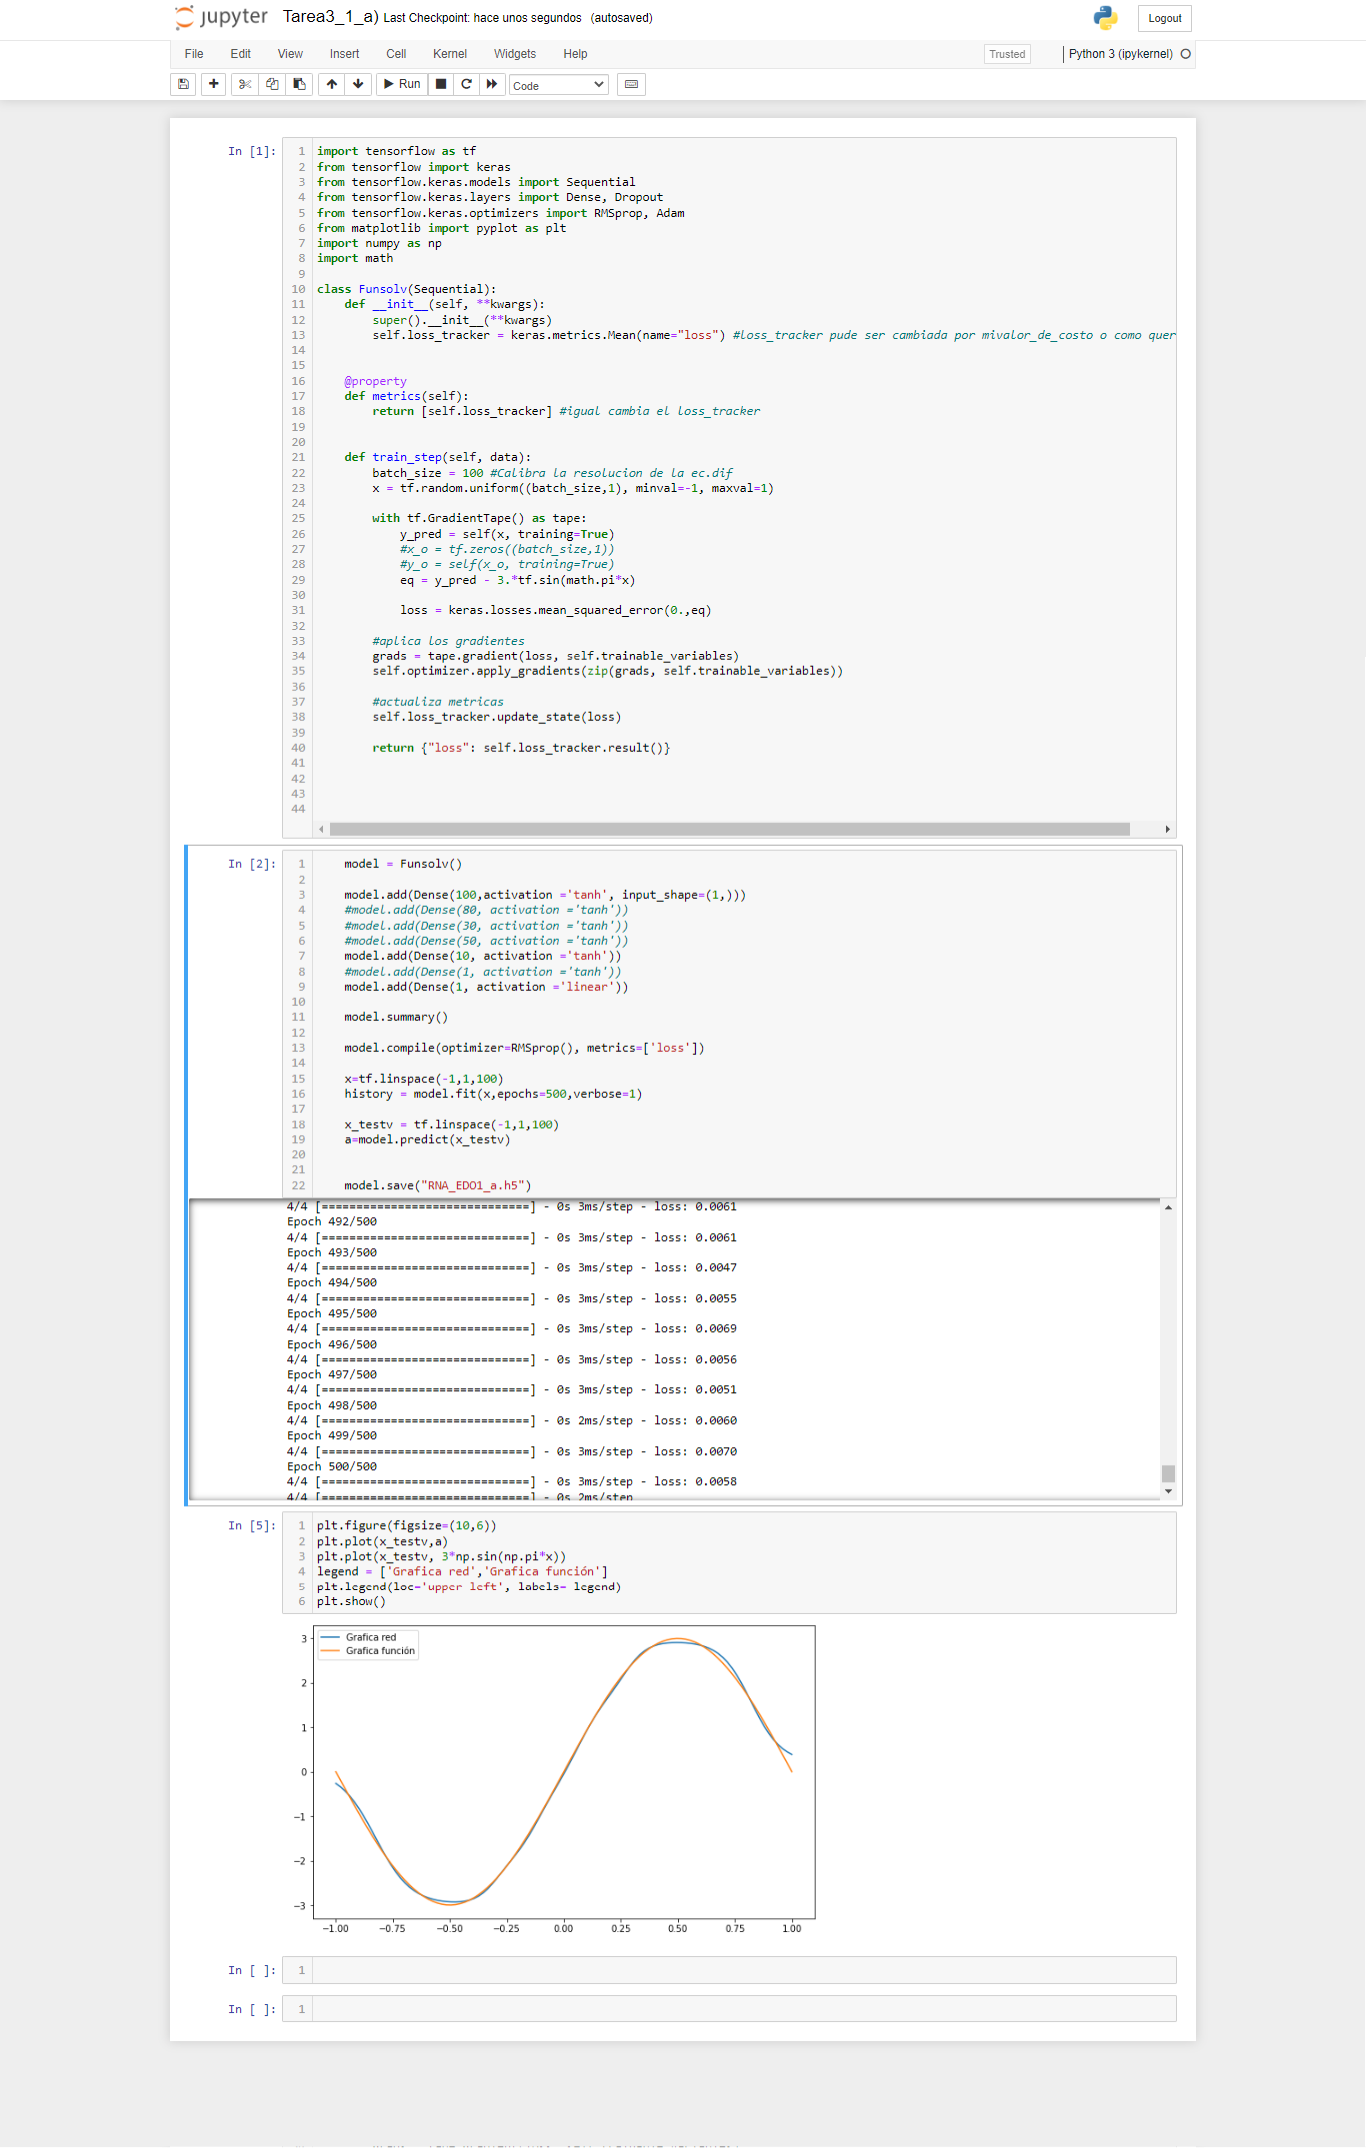 jupyter Tarea3_1_a) Last Checkpoint: hace unos segundos (autosaved)
Logout
File Edit View Insert Cell Kernel Widgets Help
Trusted
Python 3 (ipykernel)
Run
Code
In [1]:
1 import tensorflow as tf
2 from tensorflow import keras
3 from tensorflow.keras.models import Sequential
4 from tensorflow.keras.layers import Dense, Dropout
5 from tensorflow.keras.optimizers import RMSprop, Adam
6 from matplotlib import pyplot as plt
7 import numpy as np
8 import math
9
10 class Funsolv(Sequential):
11     def __init__(self, **kwargs):
12         super().__init__(**kwargs)
13         self.loss_tracker = keras.metrics.Mean(name="loss") #loss_tracker pude ser cambiada por mivalor_de_costo o como quer
14
15
16     @property
17     def metrics(self):
18         return [self.loss_tracker] #igual cambia el loss_tracker
19
20
21     def train_step(self, data):
22         batch_size = 100 #Calibra la resolucion de la ec.dif
23         x = tf.random.uniform((batch_size,1), minval=-1, maxval=1)
24
25         with tf.GradientTape() as tape:
26             y_pred = self(x, training=True)
27             #x_o = tf.zeros((batch_size,1))
28             #y_o = self(x_o, training=True)
29             eq = y_pred - 3.*tf.sin(math.pi*x)
30
31             loss = keras.losses.mean_squared_error(0.,eq)
32
33         #aplica los gradientes
34         grads = tape.gradient(loss, self.trainable_variables)
35         self.optimizer.apply_gradients(zip(grads, self.trainable_variables))
36
37         #actualiza metricas
38         self.loss_tracker.update_state(loss)
39
40         return {"loss": self.loss_tracker.result()}
41
42
43
44
In [2]:
1     model = Funsolv()
2
3     model.add(Dense(100,activation ='tanh', input_shape=(1,)))
4     #model.add(Dense(80, activation ='tanh'))
5     #model.add(Dense(30, activation ='tanh'))
6     #model.add(Dense(50, activation ='tanh'))
7     model.add(Dense(10, activation ='tanh'))
8     #model.add(Dense(1, activation ='tanh'))
9     model.add(Dense(1, activation ='linear'))
10
11     model.summary()
12
13     model.compile(optimizer=RMSprop(), metrics=['loss'])
14
15     x=tf.linspace(-1,1,100)
16     history = model.fit(x,epochs=500,verbose=1)
17
18     x_testv = tf.linspace(-1,1,100)
19     a=model.predict(x_testv)
20
21
22     model.save("RNA_EDO1_a.h5")
4/4 [==============================] - 0s 3ms/step - loss: 0.0061
Epoch 492/500
4/4 [==============================] - 0s 3ms/step - loss: 0.0061
Epoch 493/500
4/4 [==============================] - 0s 3ms/step - loss: 0.0047
Epoch 494/500
4/4 [==============================] - 0s 3ms/step - loss: 0.0055
Epoch 495/500
4/4 [==============================] - 0s 3ms/step - loss: 0.0069
Epoch 496/500
4/4 [==============================] - 0s 3ms/step - loss: 0.0056
Epoch 497/500
4/4 [==============================] - 0s 3ms/step - loss: 0.0051
Epoch 498/500
4/4 [==============================] - 0s 2ms/step - loss: 0.0060
Epoch 499/500
4/4 [==============================] - 0s 3ms/step - loss: 0.0070
Epoch 500/500
4/4 [==============================] - 0s 3ms/step - loss: 0.0058
4/4 [==============================] - 0s 2ms/step
In [5]:
1 plt.figure(figsize=(10,6))
2 plt.plot(x_testv,a)
3 plt.plot(x_testv, 3*np.sin(np.pi*x))
4 legend = ['Grafica red','Grafica función']
5 plt.legend(loc='upper left', labels= legend)
6 plt.show()
Grafica red
Grafica función
3
2
1
0
−1
−2
−3
−1.00 −0.75 −0.50 −0.25 0.00 0.25 0.50 0.75 1.00
In [ ]: 1
In [ ]: 1